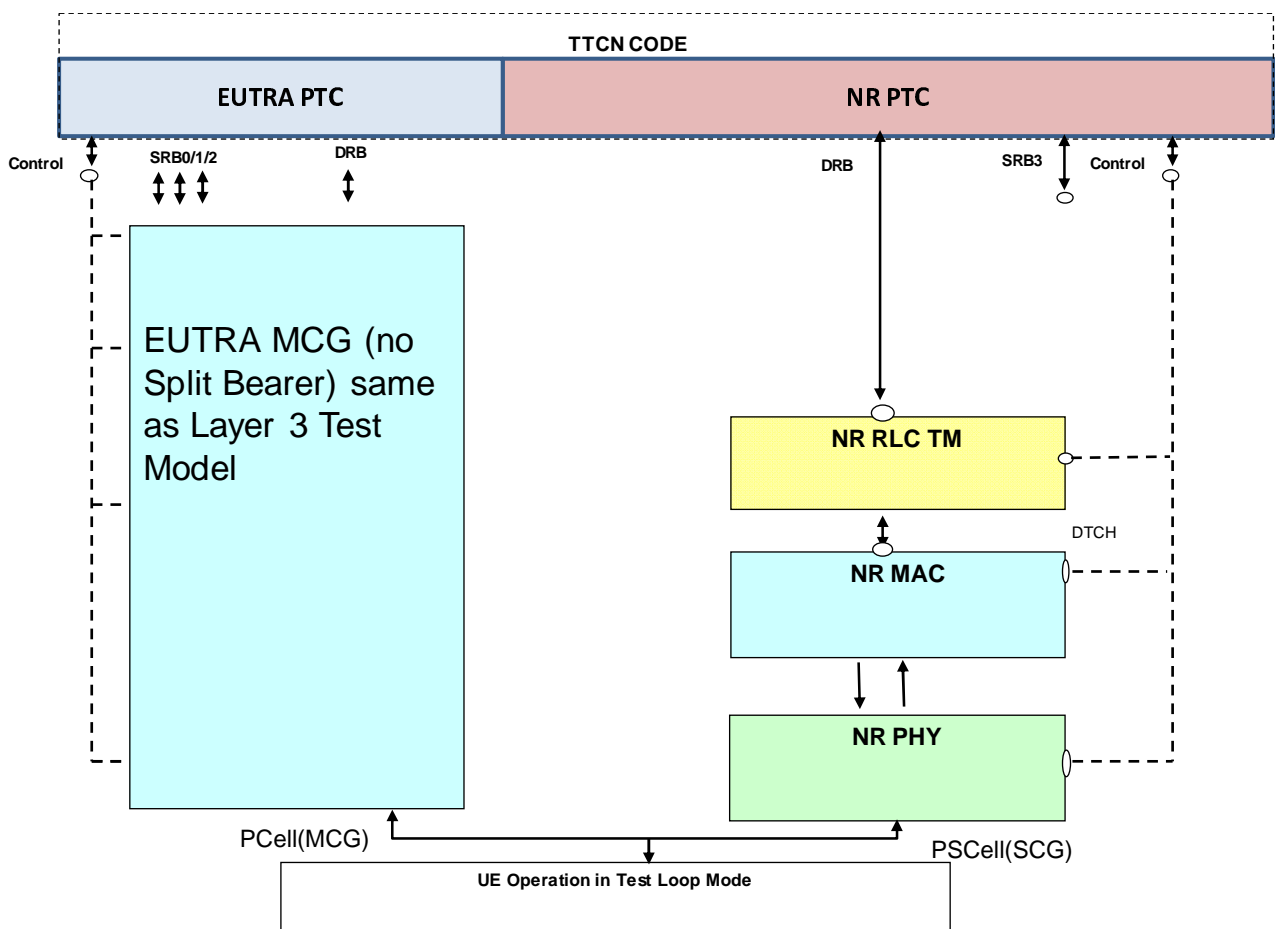 TTCN CODE
EUTRA PTC
NR PTC
Control
SRB0/1/2
DRB
DRB
SRB3
Control
EUTRA MCG (no
Split Bearer) same
as Layer 3 Test
Model
NR RLC TM
DTCH
NR MAC
NR PHY
PCell(MCG)
PSCell(SCG)
UE Operation in Test Loop Mode